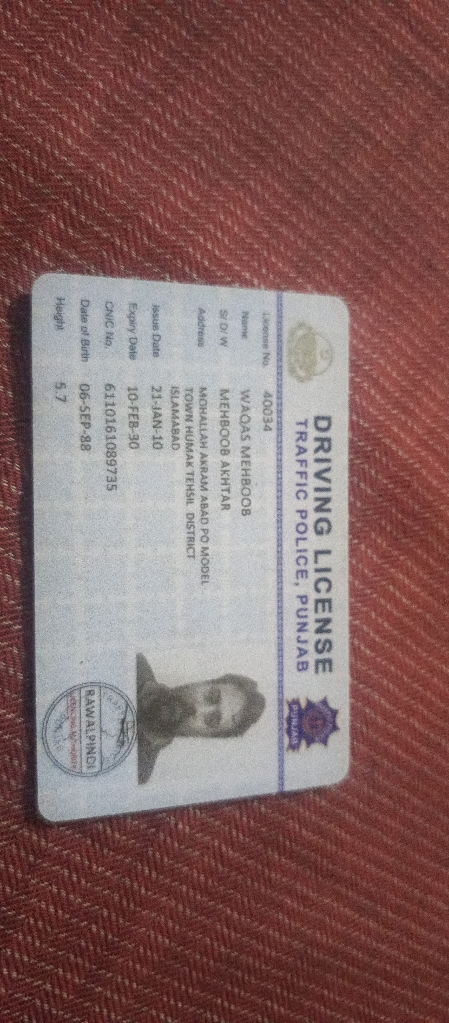 DRIVING LICENSE
TRAFFIC POLICE, PUNJAB
PUNJAB
License No. 40034
Name WAQAS MEHBOOB
S/D/W MEHBOOB AKHTAR
Address MOHALLAH AKRAM ABAD PO MODEL
TOWN HUMAK TEHSIL DISTRICT
ISLAMABAD
Issue Date 21-JAN-10
Expiry Date 10-FEB-30
CNIC No. 6110161089735
Date of Birth 06-SEP-88
Height 5.7
RAWALPINDI